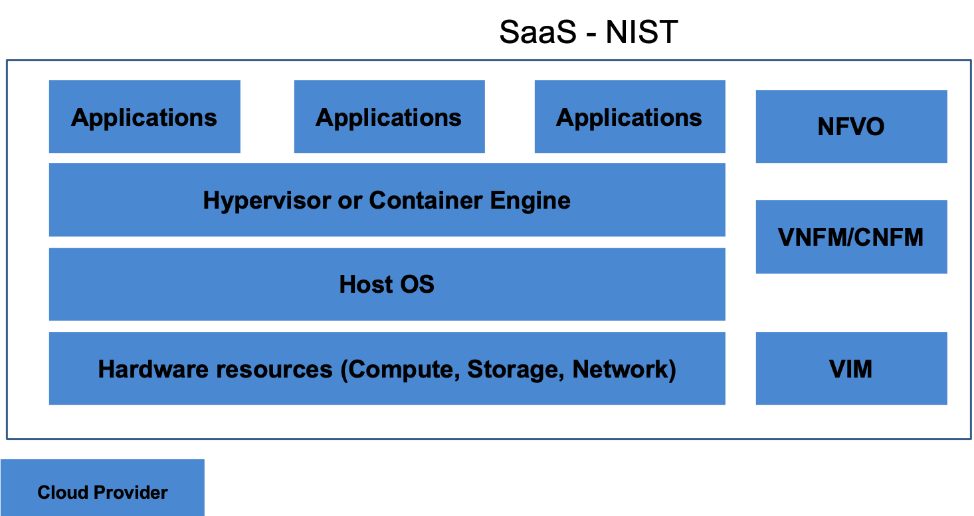 SaaS - NIST
Applications
Applications
Applications
NFVO
Hypervisor or Container Engine
VNFM/CNFM
Host OS
Hardware resources (Compute, Storage, Network)
VIM
Cloud Provider